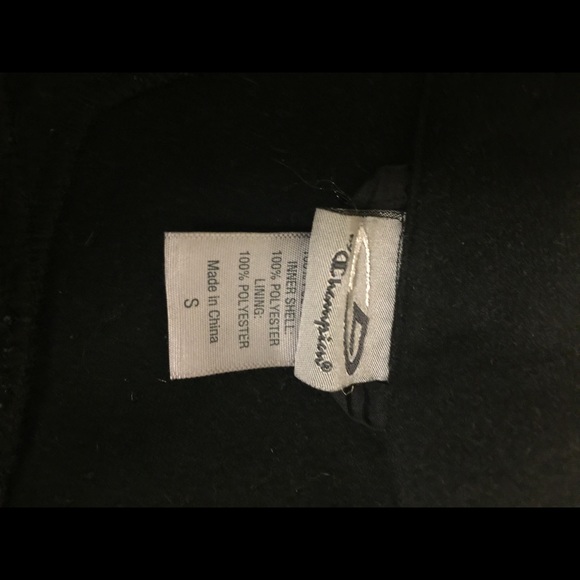 Champion®
INNER SHELL:
100% POLYESTER
LINING:
100% POLYESTER
Made in China
S